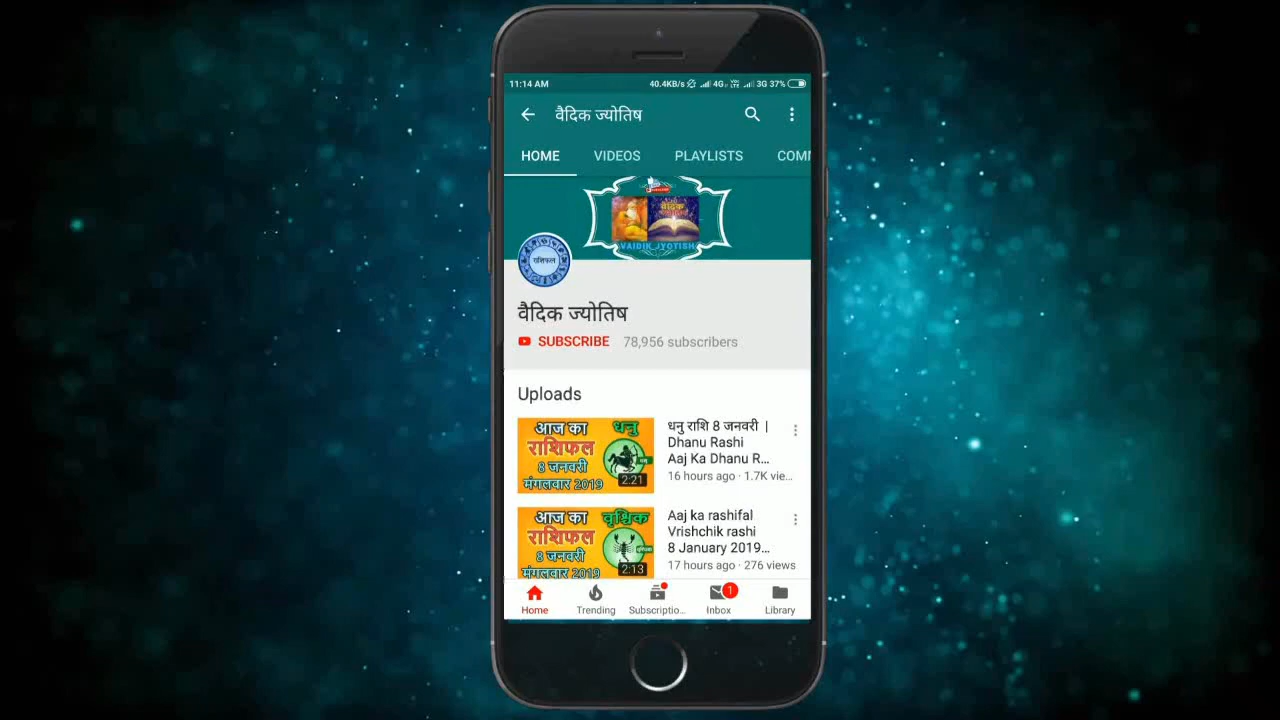 11:14 AM
40.4KB/s 4G VoLTE 3G 37%
वैदिक ज्योतिष
HOME VIDEOS PLAYLISTS COMM
वैदिक
VAIDIK JYOTISH
राशिफल
वैदिक ज्योतिष
SUBSCRIBE 78,956 subscribers
Uploads
आज का धनु
राशिफल
8 जनवरी
मंगलवार 2019
2:21
धनु राशि 8 जनवरी |
Dhanu Rashi
Aaj Ka Dhanu R...
16 hours ago · 1.7K vie...
आज का वृश्चिक
राशिफल
8 जनवरी
मंगलवार 2019
2:13
Aaj ka rashifal
Vrishchik rashi
8 January 2019...
17 hours ago · 276 views
1
Home Trending Subscriptio... Inbox Library